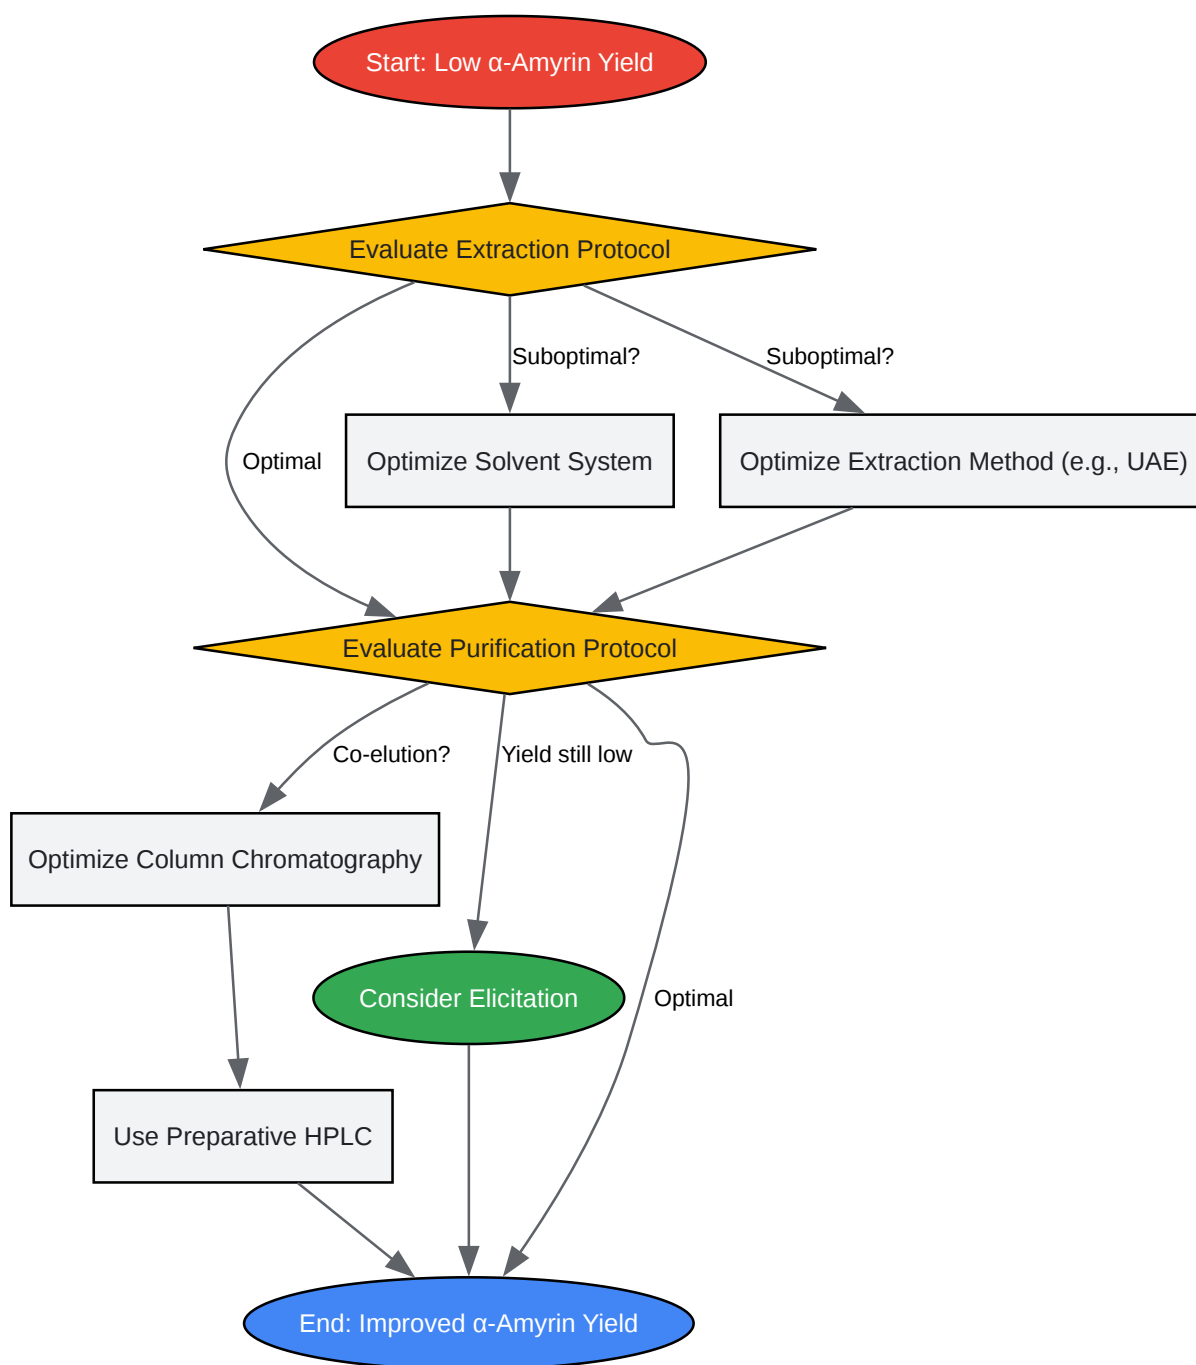 Start: Low α-Amyrin Yield
Evaluate Extraction Protocol
Suboptimal?
Suboptimal?
Optimal
Optimize Solvent System
Optimize Extraction Method (e.g., UAE)
Evaluate Purification Protocol
Co-elution?
Yield still low
Optimize Column Chromatography
Consider Elicitation
Optimal
Use Preparative HPLC
End: Improved α-Amyrin Yield